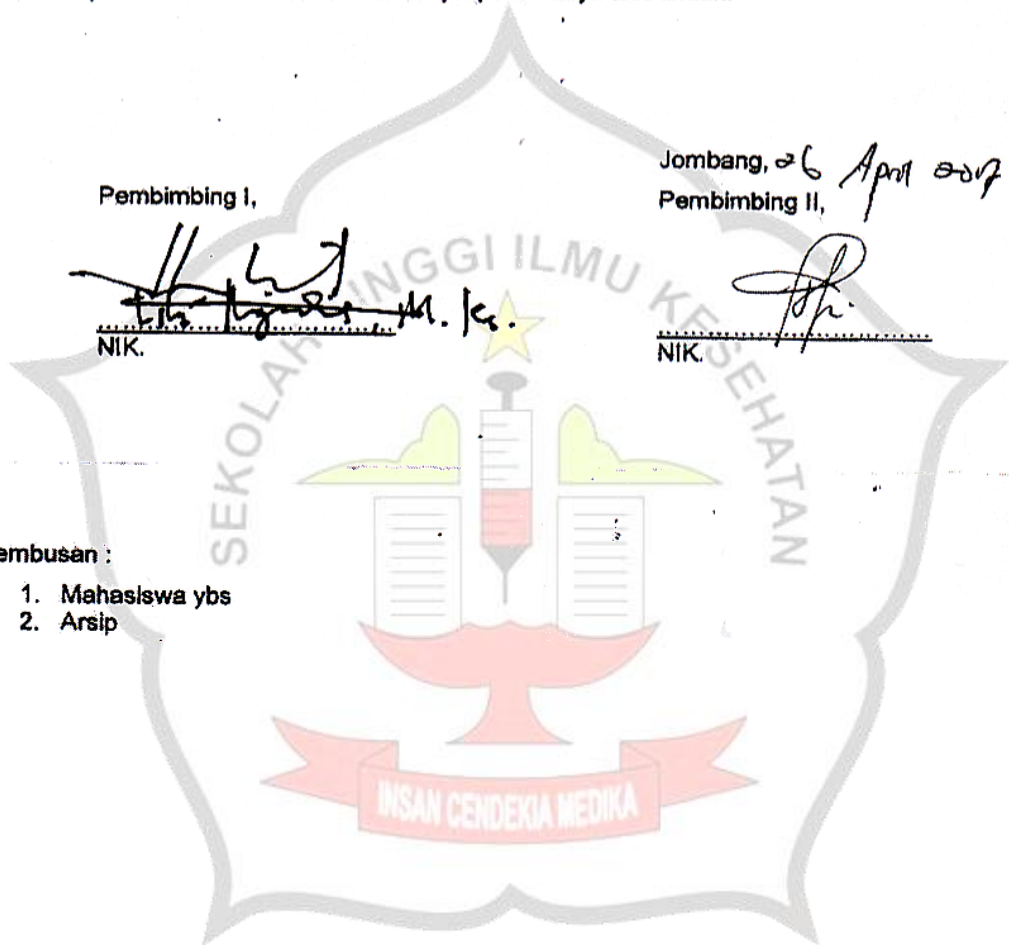 Jombang, 26 April
Pembimbing I,
Pembimbing II,
M. Kes.
NIK.
NIK.
SEKOLAH TINGGI ILMU KESEHATAN
embusan :
1. Mahasiswa ybs
2. Arsip
INSAN CENDEKIA MEDIKA